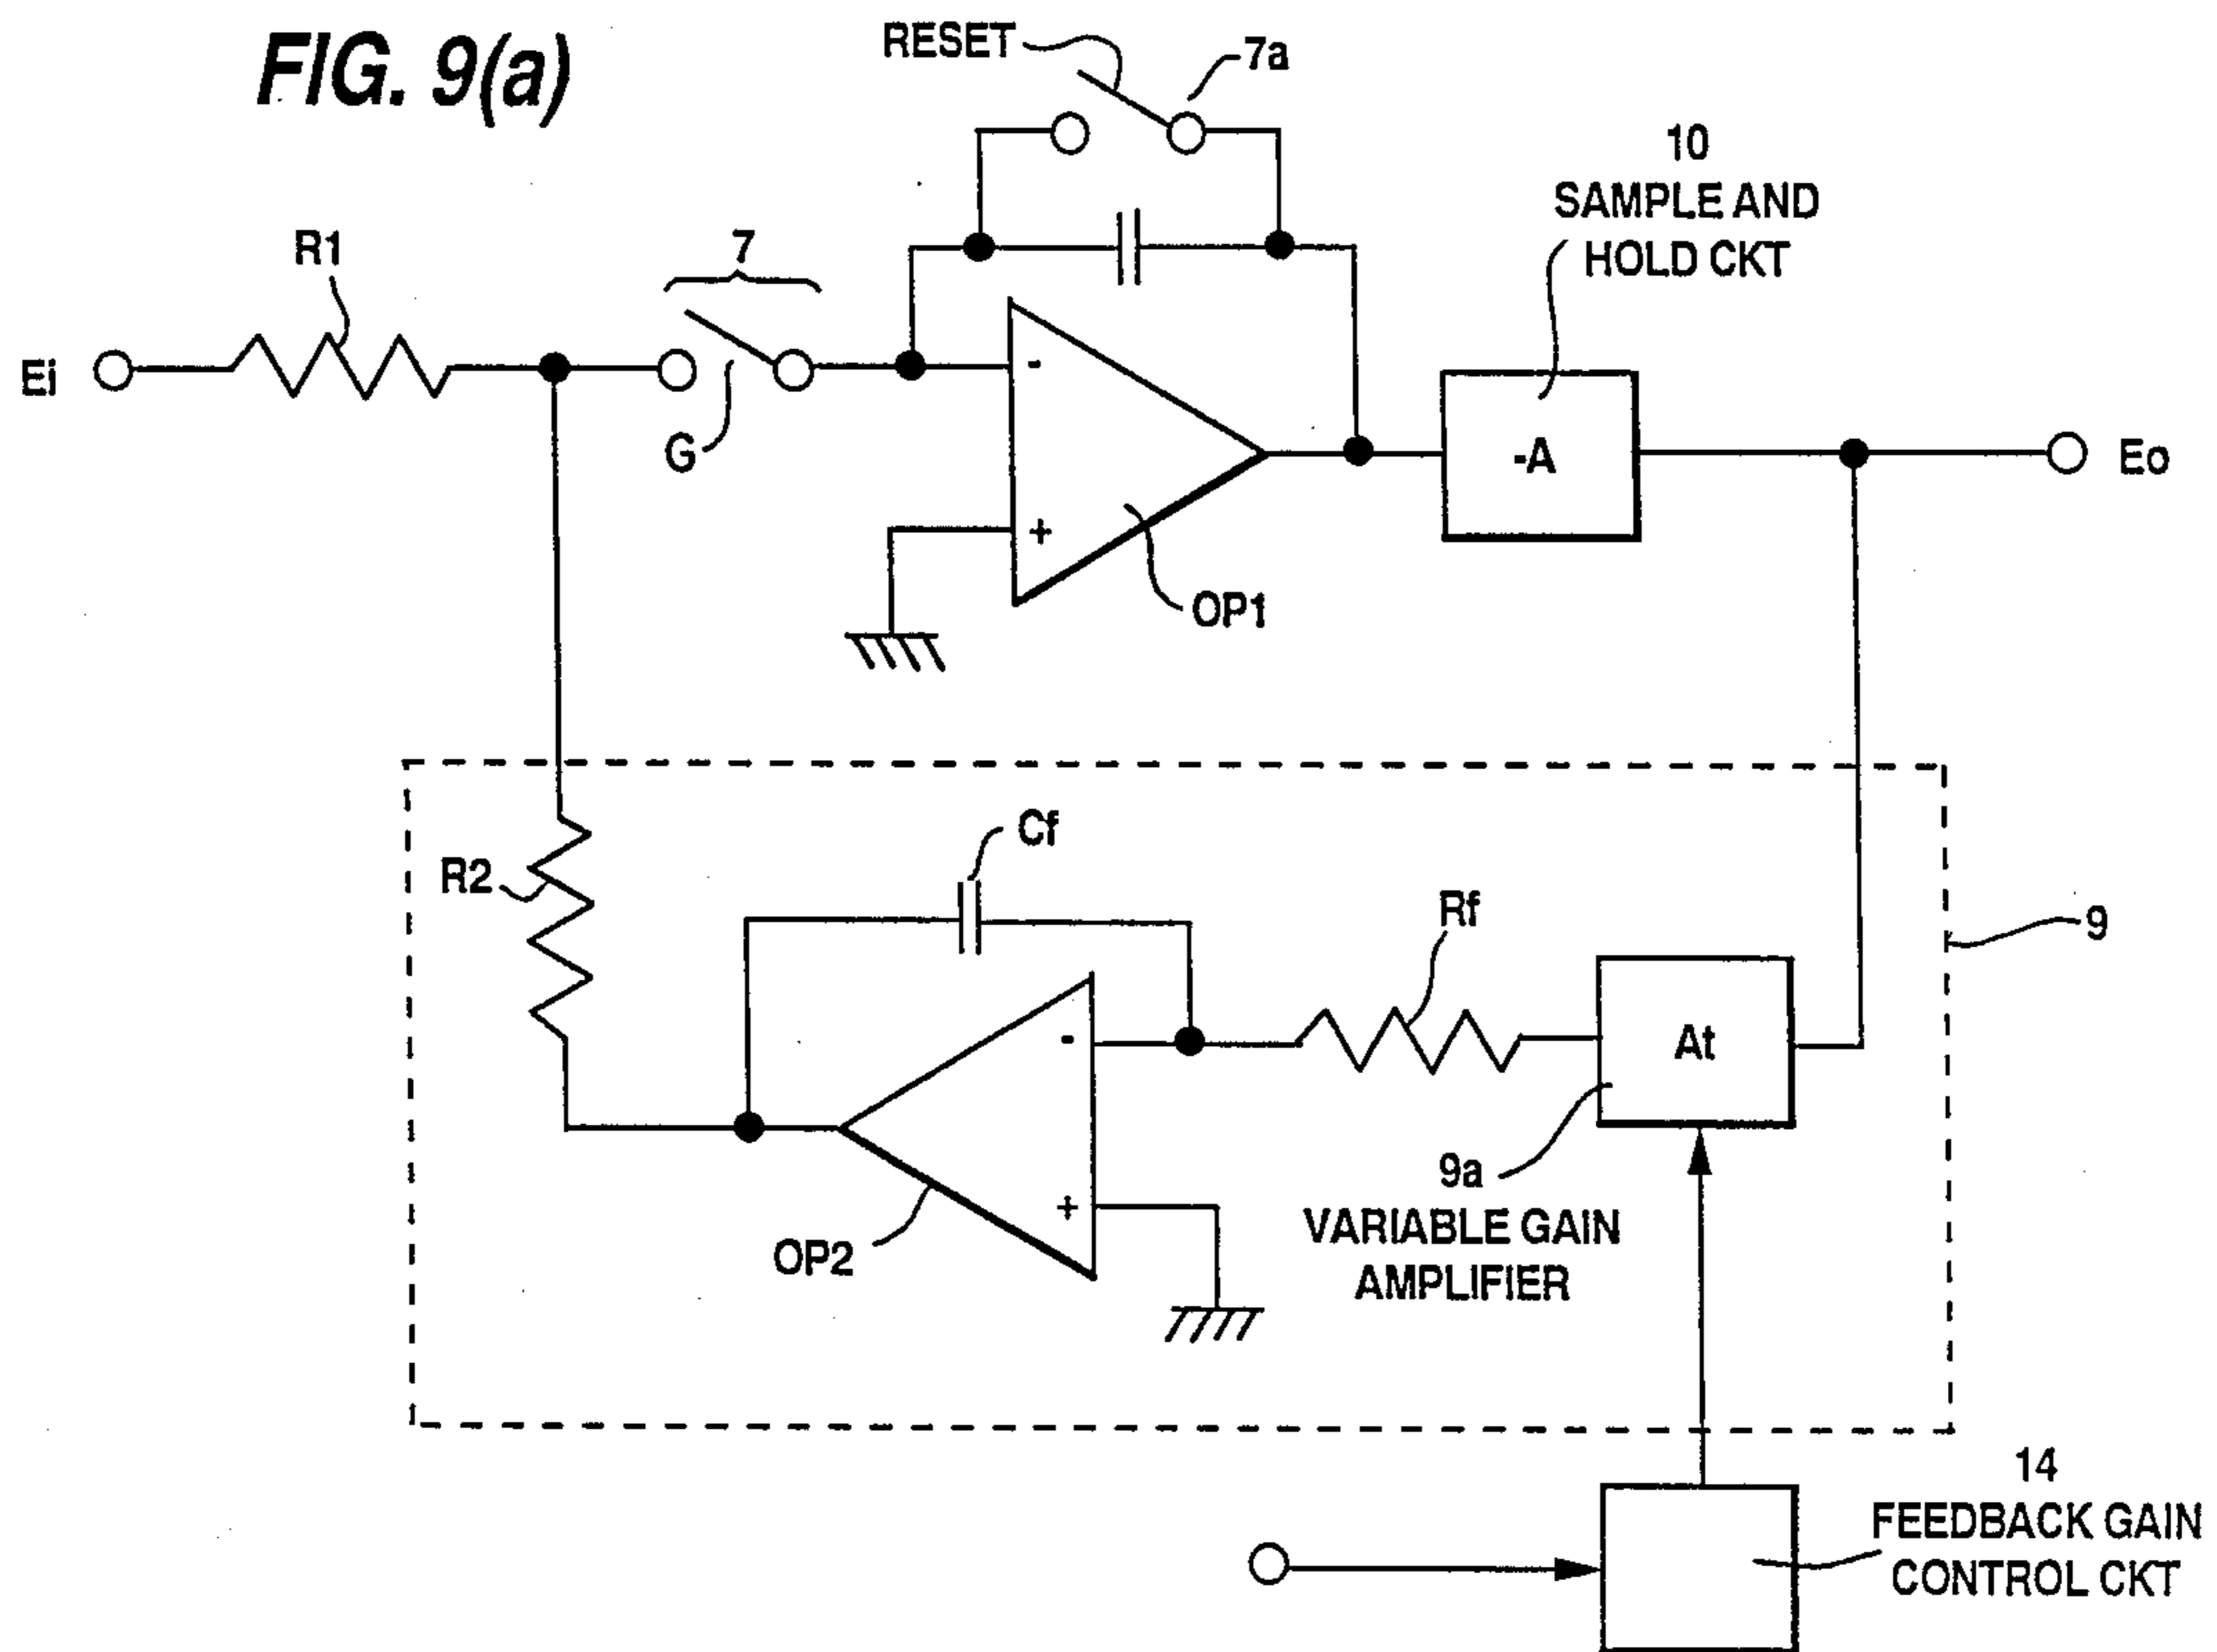 FIG. 9(a)
RESET
7a
10
SAMPLE AND
HOLD CKT
R1
7
Ei
G
-
+
OP1
-A
Eo
R2
Cf
Rf
9
-
+
OP2
At
9a
VARIABLE GAIN
AMPLIFIER
14
FEEDBACK GAIN
CONTROL CKT